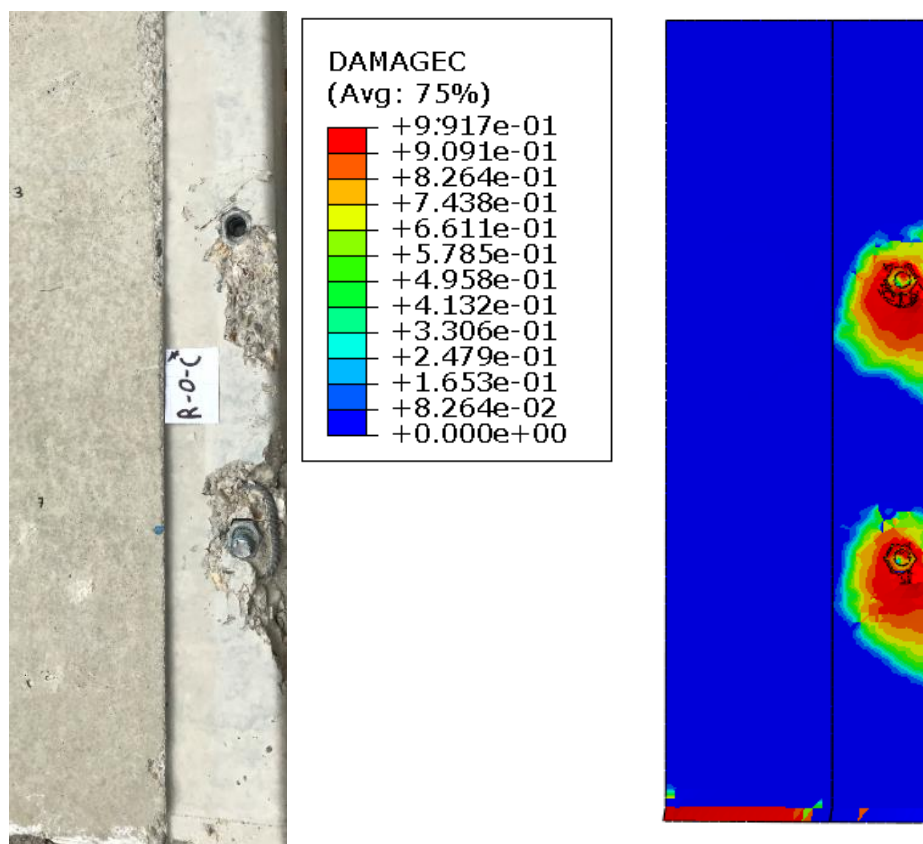 3
R-O-C*
7
DAMAGEC
(Avg: 75%)
+9.917e-01
+9.091e-01
+8.264e-01
+7.438e-01
+6.611e-01
+5.785e-01
+4.958e-01
+4.132e-01
+3.306e-01
+2.479e-01
+1.653e-01
+8.264e-02
+0.000e+00